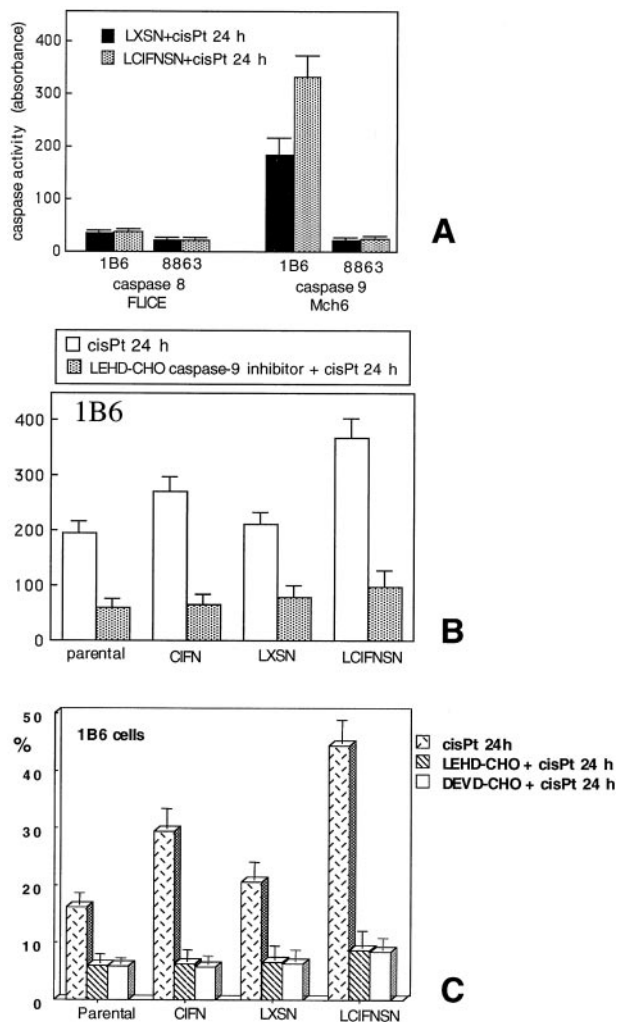 LXSN+cisPt 24 h
LCIFNSN+cisPt 24 h
caspase activity (absorbance)
400
300
200
100
0
1B6 8863 1B6 8863
caspase 8 caspase 9
FLICE Mch6
A
cisPt 24 h
LEHD-CHO caspase-9 inhibitor + cisPt 24 h
1B6
400
300
200
100
0
parental CIFN LXSN LCIFNSN
B
50
% 1B6 cells
40
30
20
10
0
cisPt 24h
LEHD-CHO + cisPt 24 h
DEVD-CHO + cisPt 24 h
Parental CIFN LXSN LCIFNSN
C